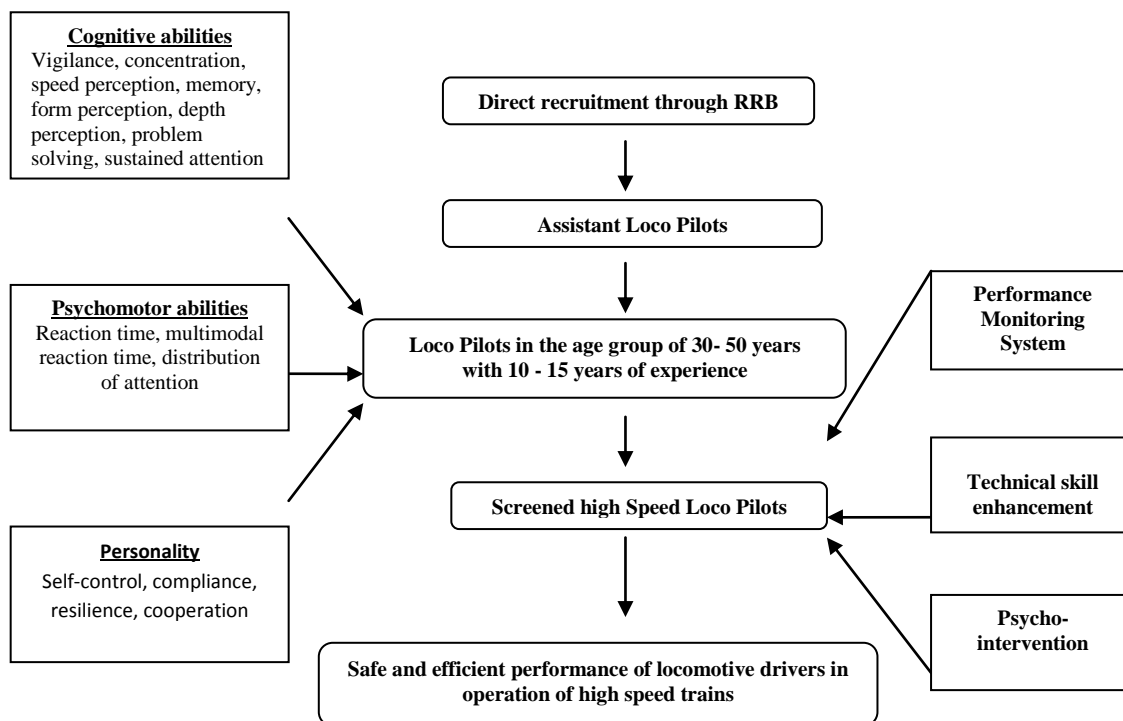 Cognitive abilities
Vigilance, concentration,
speed perception, memory,
form perception, depth
perception, problem
solving, sustained attention
Direct recruitment through RRB
Assistant Loco Pilots
Psychomotor abilities
Reaction time, multimodal
reaction time, distribution
of attention
Loco Pilots in the age group of 30- 50 years
with 10 - 15 years of experience
Performance
Monitoring
System
Screened high Speed Loco Pilots
Technical skill
enhancement
Personality
Self-control, compliance,
resilience, cooperation
Psycho-
intervention
Safe and efficient performance of locomotive drivers in
operation of high speed trains